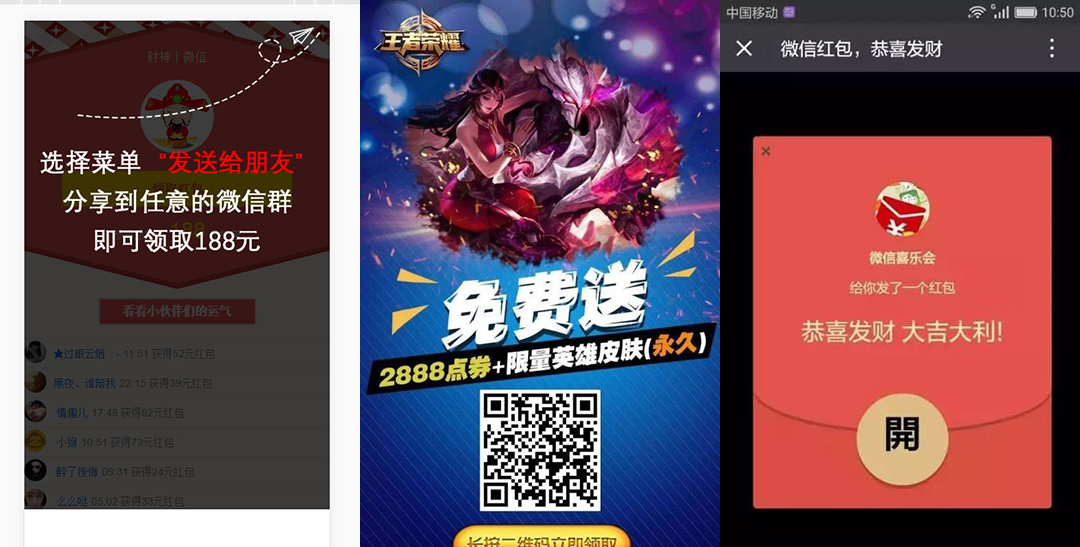 财神 | 微信
选择菜单 “发送给朋友”
分享到任意的微信群
即可领取188元
看看小伙伴们的运气
★过眼云烟 - 11:51 获得52元红包
黑夜、谁陪我 22:15 获得39元红包
情趣儿 17:48 获得62元红包
小猴 10:51 获得73元红包
醉了後悔 09:31 获得24元红包
么么哒 05:02 获得33元红包
王者荣耀
免费送
2888点券+限量英雄皮肤(永久)
长按二维码立即领取
中国移动 10:50
微信红包，恭喜发财
微信喜乐会
给你发了一个红包
恭喜发财 大吉大利!
開